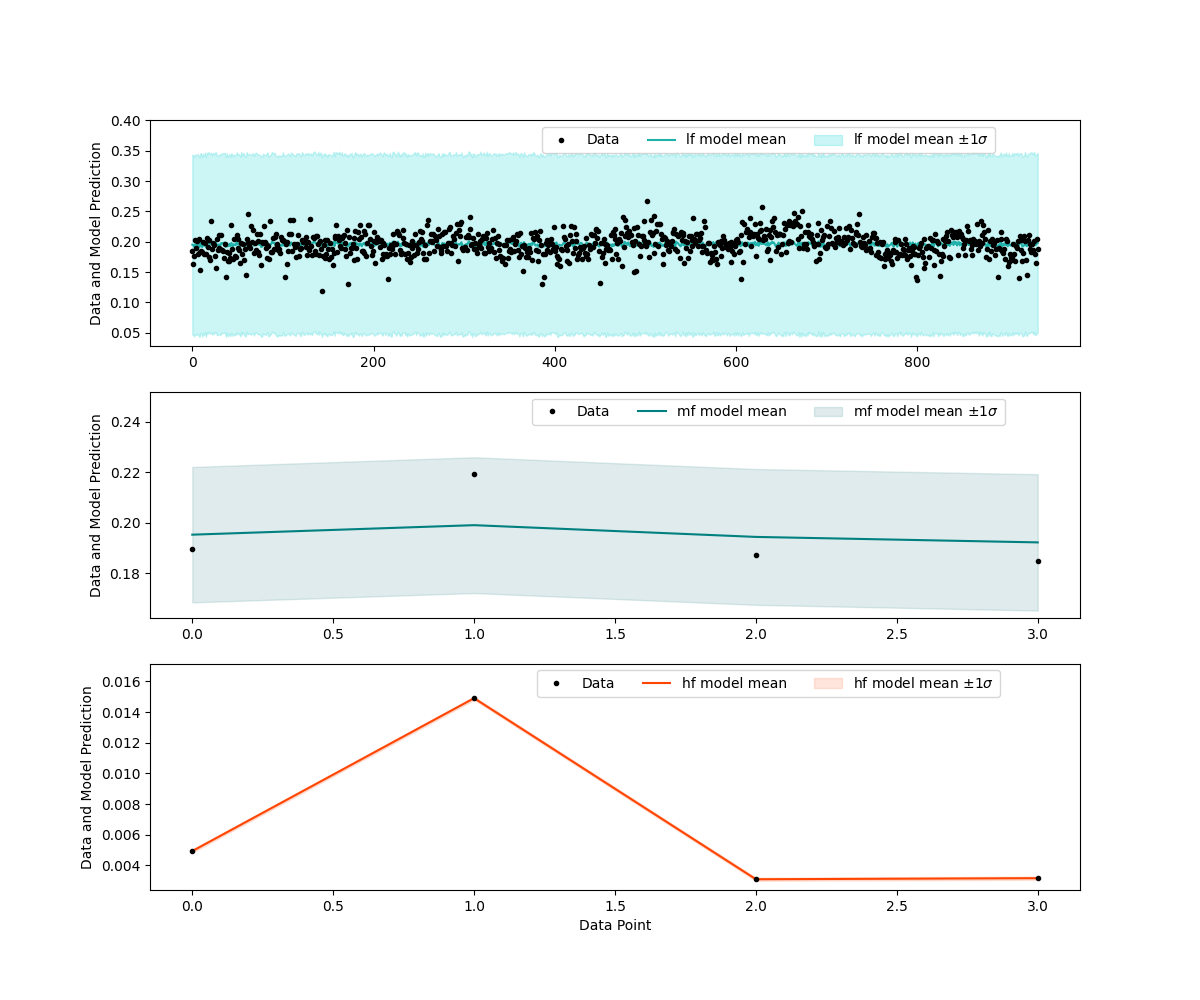 Data lf model mean lf model mean ±1σ
Data and Model Prediction
0.40
0.35
0.30
0.25
0.20
0.15
0.10
0.05
0 200 400 600 800
Data mf model mean mf model mean ±1σ
Data and Model Prediction
0.24
0.22
0.20
0.18
0.0 0.5 1.0 1.5 2.0 2.5 3.0
Data hf model mean hf model mean ±1σ
Data and Model Prediction
0.016
0.014
0.012
0.010
0.008
0.006
0.004
0.0 0.5 1.0 1.5 2.0 2.5 3.0
Data Point